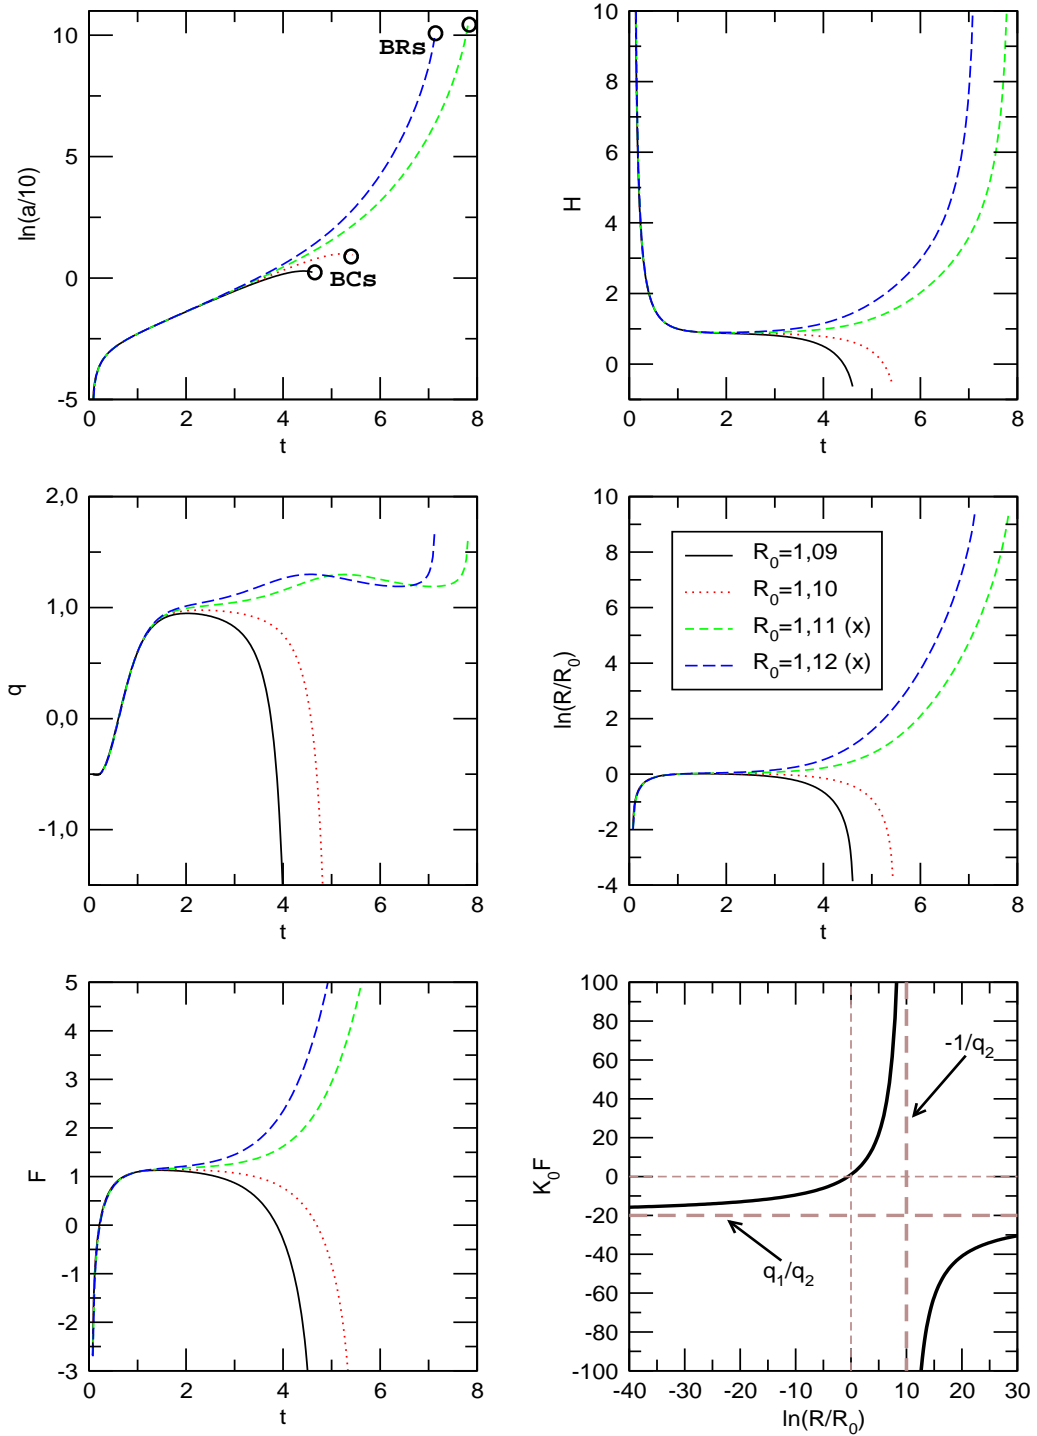 10
5
0
-5
ln(a/10)
BRs
BCs
0 2 4 6 8
t
10
8
6
4
2
0
H
0 2 4 6 8
t
2,0
1,0
0,0
-1,0
q
0 2 4 6 8
t
10
8
6
4
2
0
-2
-4
ln(R/R0)
R0=1,09
R0=1,10
R0=1,11 (x)
R0=1,12 (x)
0 2 4 6 8
t
5
4
3
2
1
0
-1
-2
-3
F
0 2 4 6 8
t
100
80
60
40
20
0
-20
-40
-60
-80
-100
K0F
-1/q2
q1/q2
-40 -30 -20 -10 0 10 20 30
ln(R/R0)